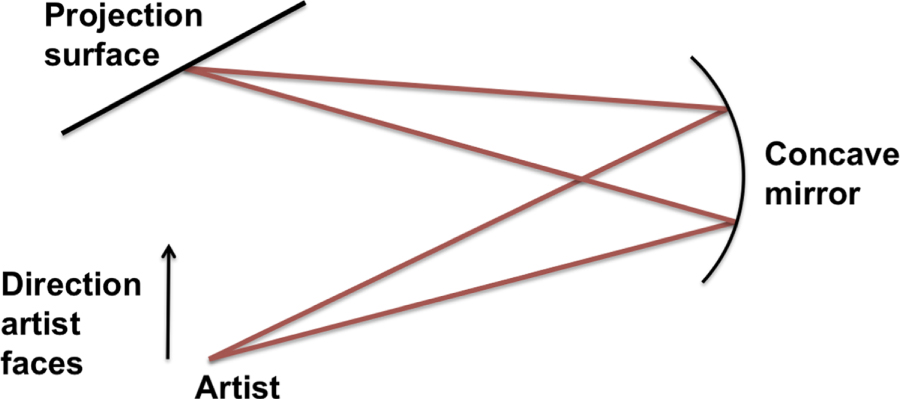 Projection
surface
Concave
mirror
Direction
artist
faces
Artist